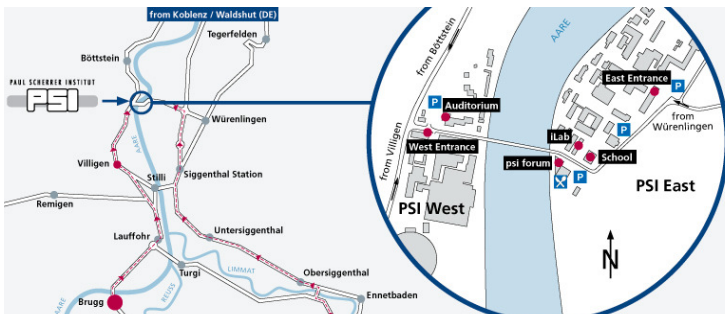 from Koblenz / Waldshut (DE)
Tegerfelden
Böttstein
PAUL SCHERRER INSTITUT
PSI
Würenlingen
AARE
Villigen
Siggenthal Station
Stilli
Remigen
Lauffohr
Untersiggenthal
Turgi
LIMMAT
Obersiggenthal
REUSS
Ennetbaden
AARE
Brugg
from Böttstein
AARE
East Entrance
P
P
Auditorium
from
Würenlingen
P
iLab
West Entrance
School
psi forum
P
from Villigen
PSI West
PSI East
N